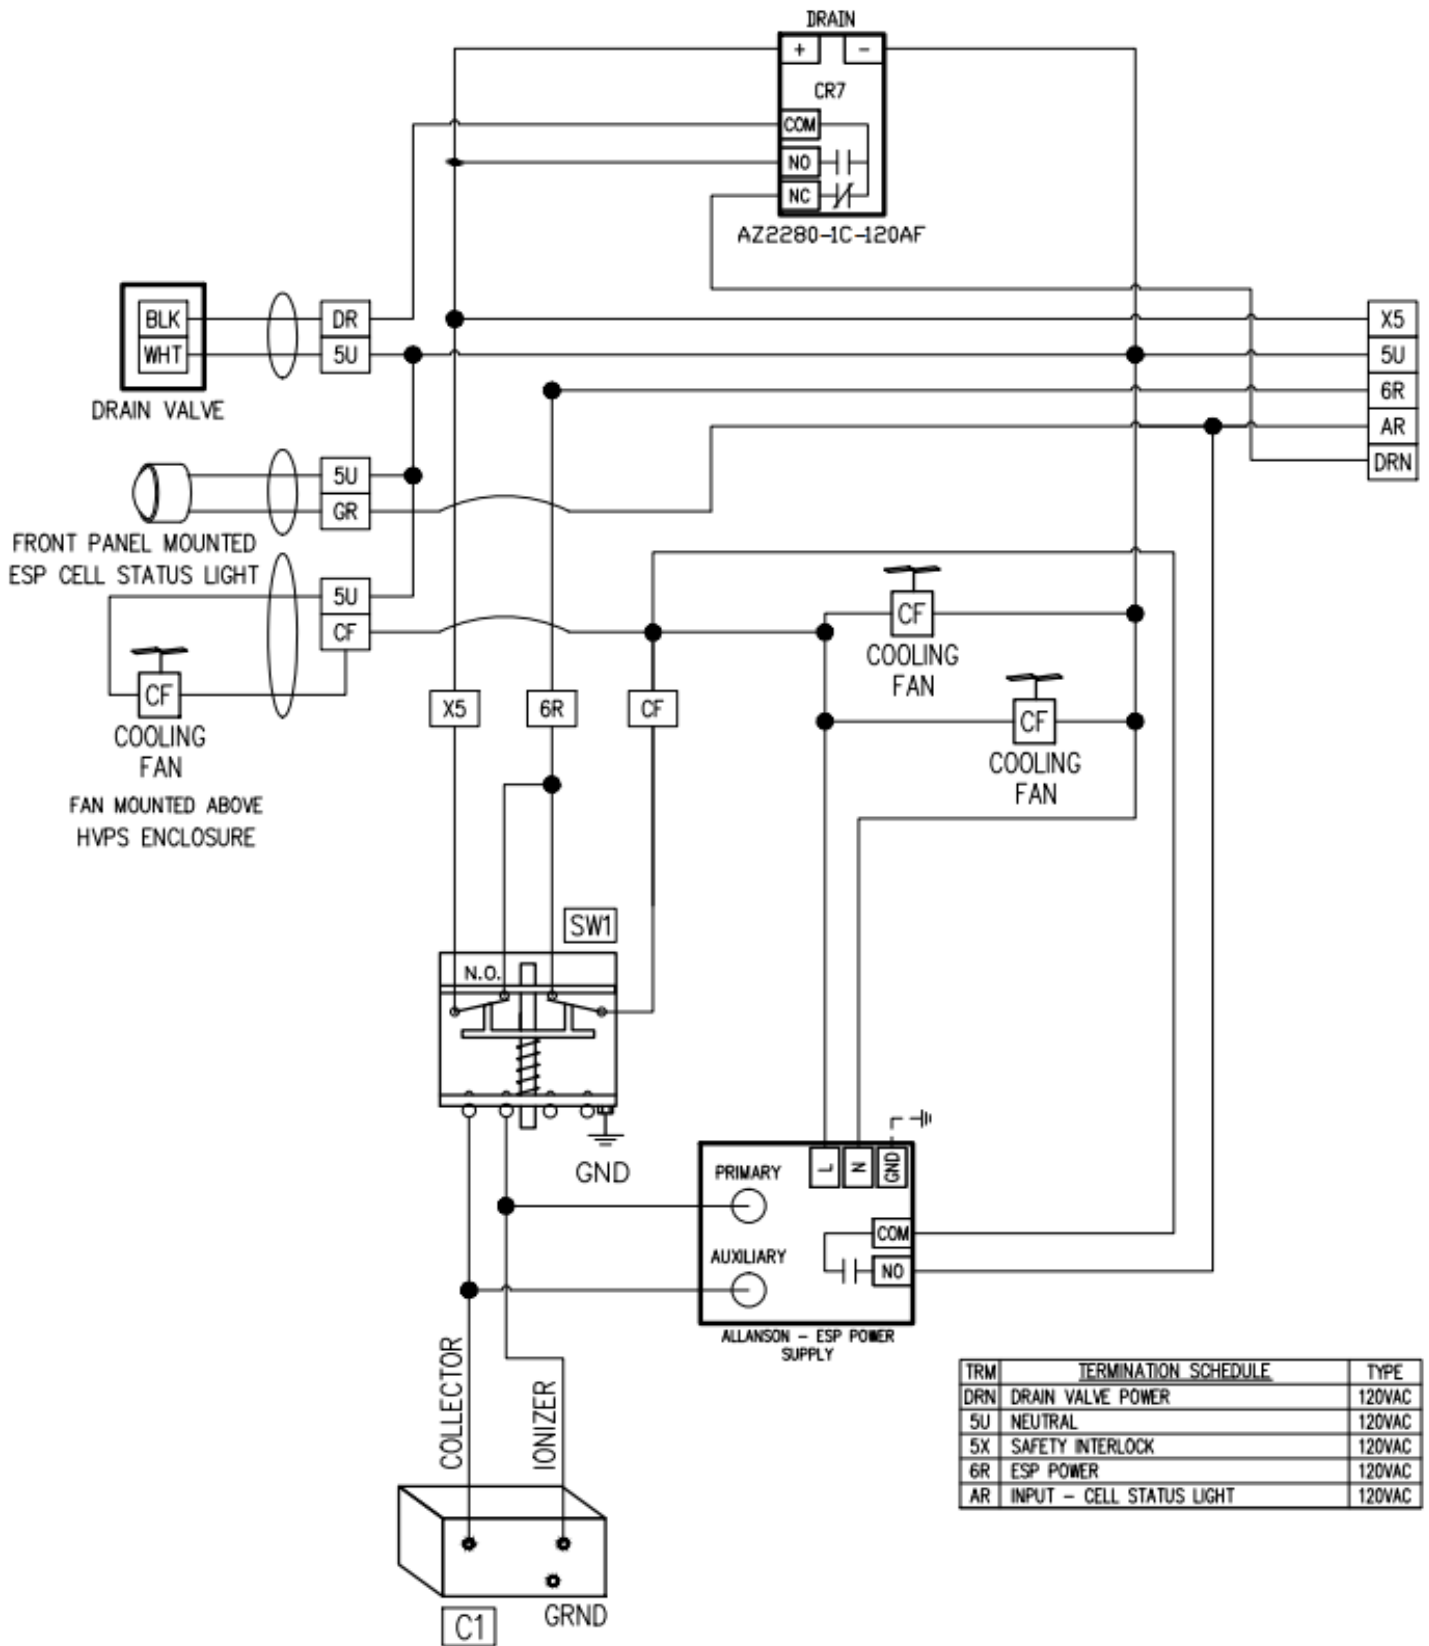 DRAIN
+ -
CR7
COM
NO
NC
AZ2280-1C-120AF
BLK
WHT
DR
5U
DRAIN VALVE
X5
5U
6R
AR
DRN
5U
GR
FRONT PANEL MOUNTED
ESP CELL STATUS LIGHT
5U
CF
CF
COOLING
FAN
FAN MOUNTED ABOVE
HVPS ENCLOSURE
X5
6R
CF
CF
COOLING
FAN
CF
COOLING
FAN
SW1
N.O.
GND
PRIMARY
AUXILIARY
L
N
GND
COM
NO
ALLANSON - ESP POWER
SUPPLY
COLLECTOR
IONIZER
C1
GRND
TRM TERMINATION SCHEDULE TYPE
DRN DRAIN VALVE POWER 120VAC
5U NEUTRAL 120VAC
5X SAFETY INTERLOCK 120VAC
6R ESP POWER 120VAC
AR INPUT - CELL STATUS LIGHT 120VAC